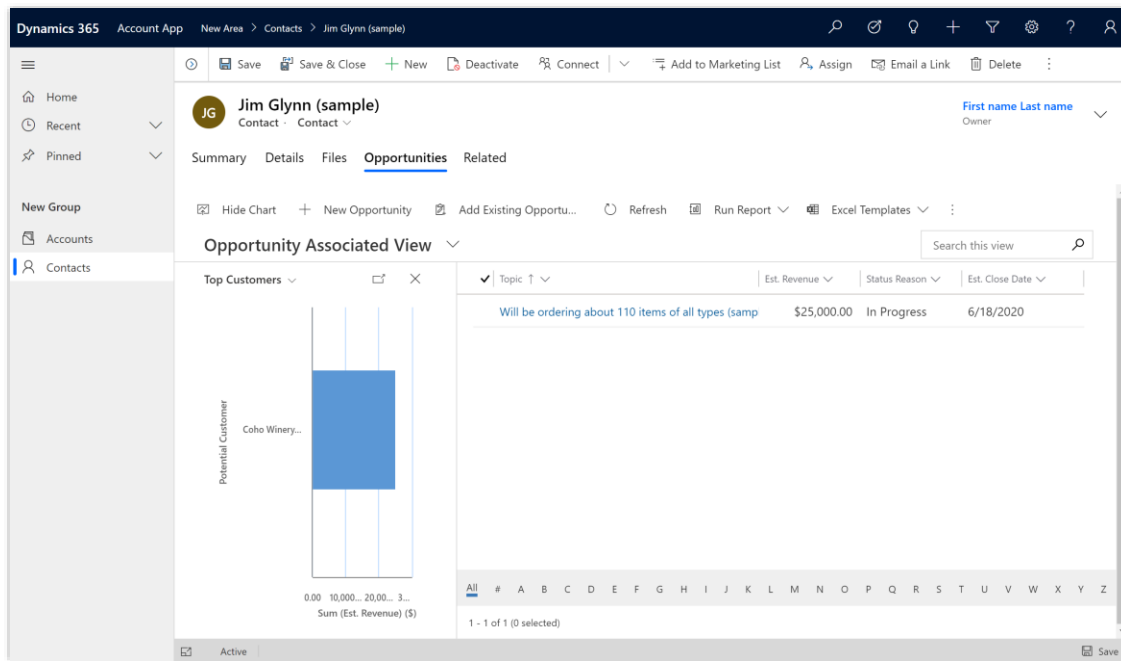 Dynamics 365 Account App New Area > Contacts > Jim Glynn (sample)
Save Save & Close New Deactivate Connect Add to Marketing List Assign Email a Link Delete
Home
Recent
Pinned
New Group
Accounts
Contacts
JG
Jim Glynn (sample)
Contact · Contact
First name Last name
Owner
Summary Details Files Opportunities Related
Hide Chart New Opportunity Add Existing Opportu... Refresh Run Report Excel Templates
Opportunity Associated View
Search this view
Top Customers
Potential Customer
Coho Winery...
0.00 10,000... 20,00... 3...
Sum (Est. Revenue) ($)
Topic ↑ Est. Revenue Status Reason Est. Close Date
Will be ordering about 110 items of all types (samp $25,000.00 In Progress 6/18/2020
All # A B C D E F G H I J K L M N O P Q R S T U V W X Y Z
1 - 1 of 1 (0 selected)
Active Save